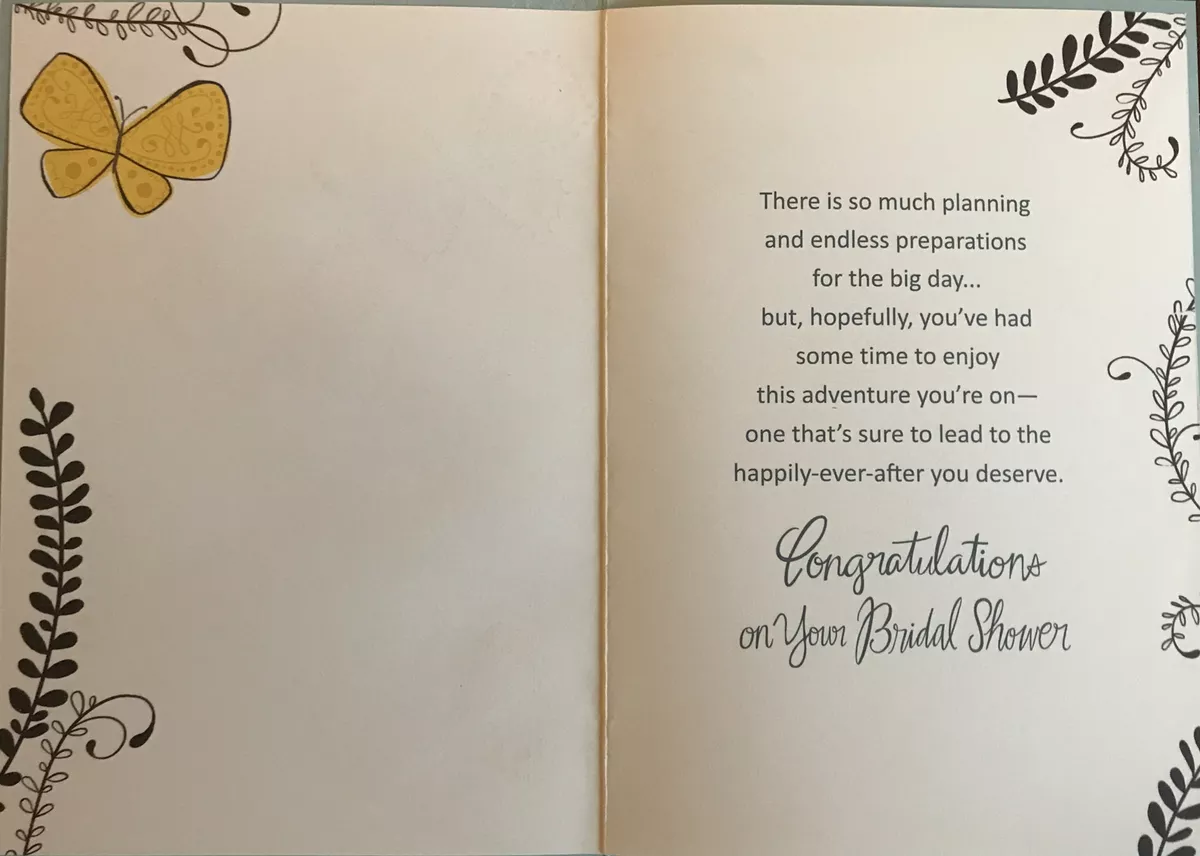 There is so much planning
and endless preparations
for the big day...
but, hopefully, you've had
some time to enjoy
this adventure you're on—
one that's sure to lead to the
happily-ever-after you deserve.
Congratulations
on Your Bridal Shower